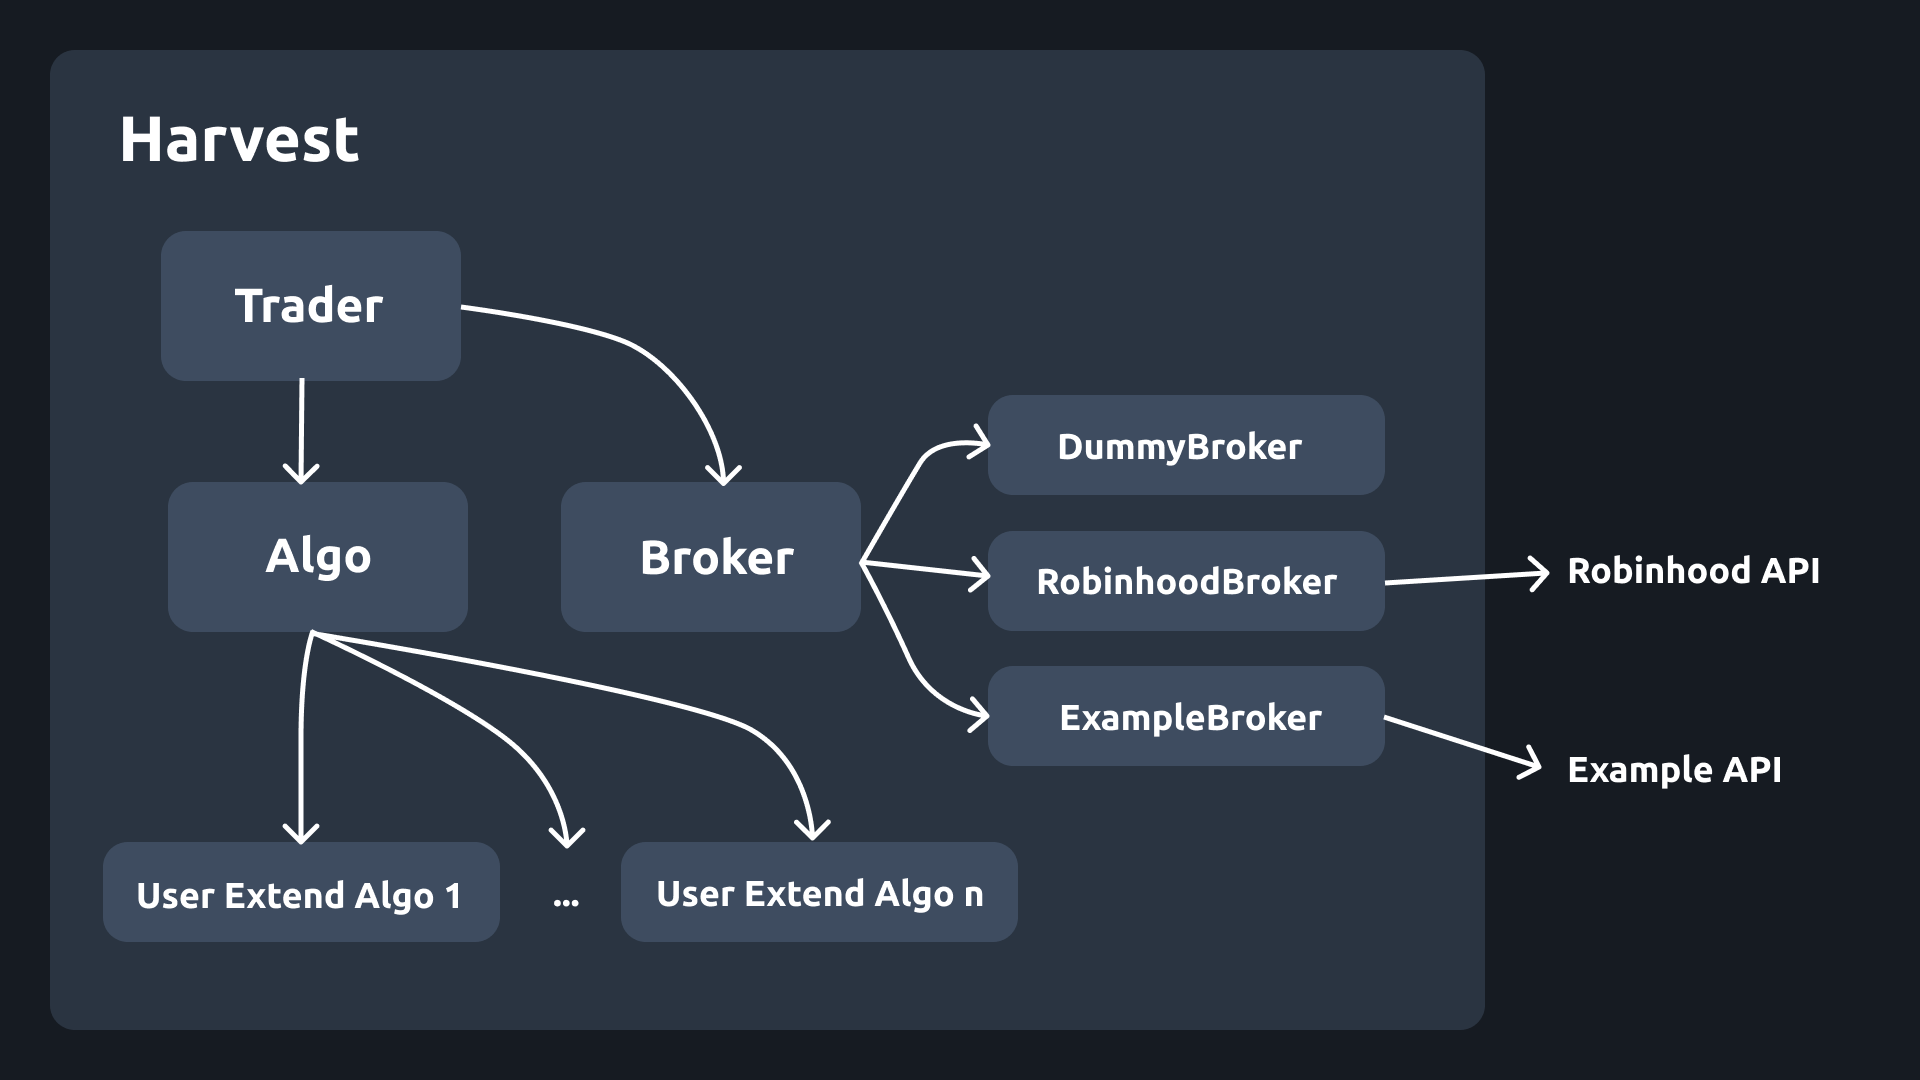 Harvest
Trader
DummyBroker
Algo
Broker
RobinhoodBroker
Robinhood API
ExampleBroker
Example API
User Extend Algo 1
...
User Extend Algo n